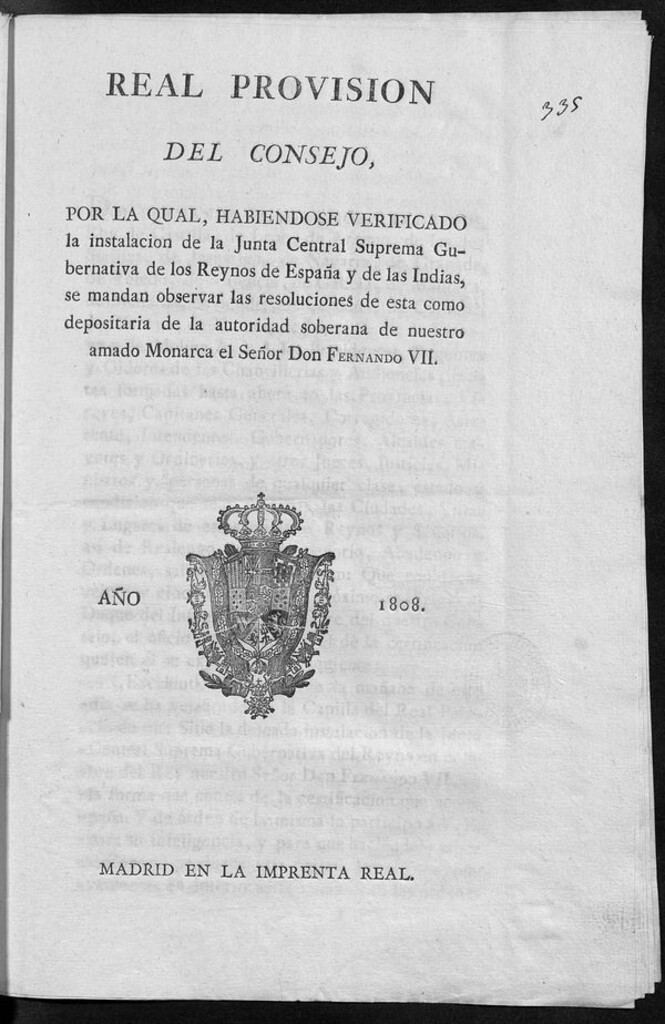 REAL PROVISION
335
DEL CONSEJO,
POR LA QUAL, HABIENDOSE VERIFICADO
la instalacion de la Junta Central Suprema Gu-
bernativa de los Reynos de España y de las Indias,
se mandan observar las resoluciones de esta como
depositaria de la autoridad soberana de nuestro
amado Monarca el Señor Don FERNANDO VII.
AÑO 1808.
MADRID EN LA IMPRENTA REAL.